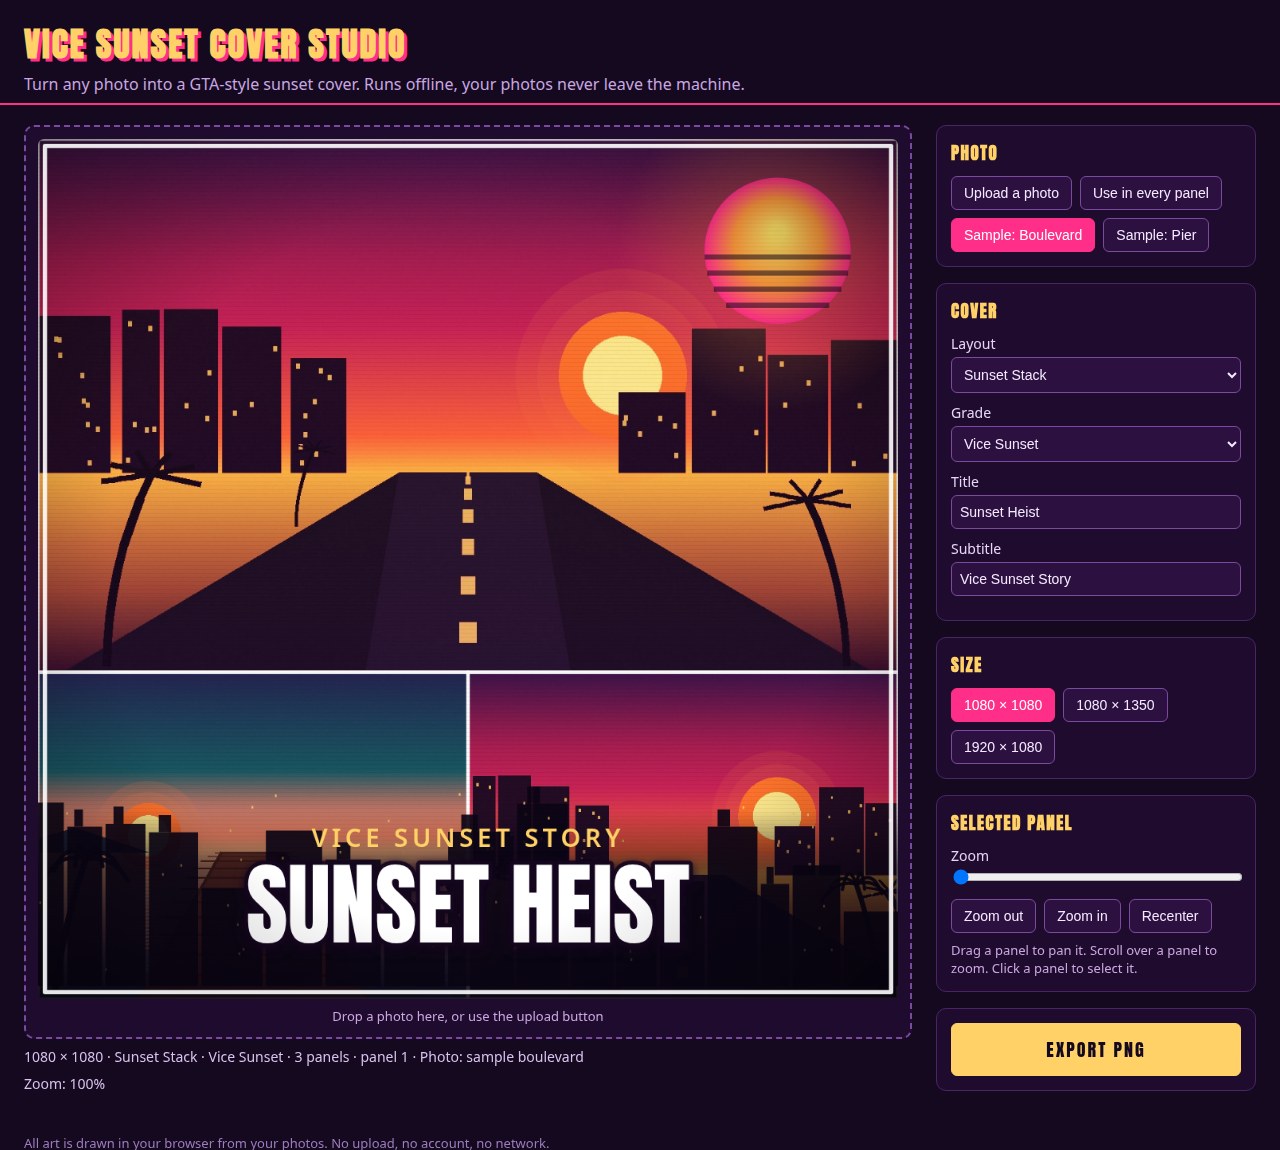 VICE SUNSET COVER STUDIO
Turn any photo into a GTA-style sunset cover. Runs offline, your photos never leave the machine.
VICE SUNSET STORY
SUNSET HEIST
Drop a photo here, or use the upload button
1080 × 1080 · Sunset Stack · Vice Sunset · 3 panels · panel 1 · Photo: sample boulevard
Zoom: 100%
PHOTO
Upload a photo
Use in every panel
Sample: Boulevard
Sample: Pier
COVER
Layout
Sunset Stack
Grade
Vice Sunset
Title
Sunset Heist
Subtitle
Vice Sunset Story
SIZE
1080 × 1080
1080 × 1350
1920 × 1080
SELECTED PANEL
Zoom
Zoom out
Zoom in
Recenter
Drag a panel to pan it. Scroll over a panel to
zoom. Click a panel to select it.
EXPORT PNG
All art is drawn in your browser from your photos. No upload, no account, no network.